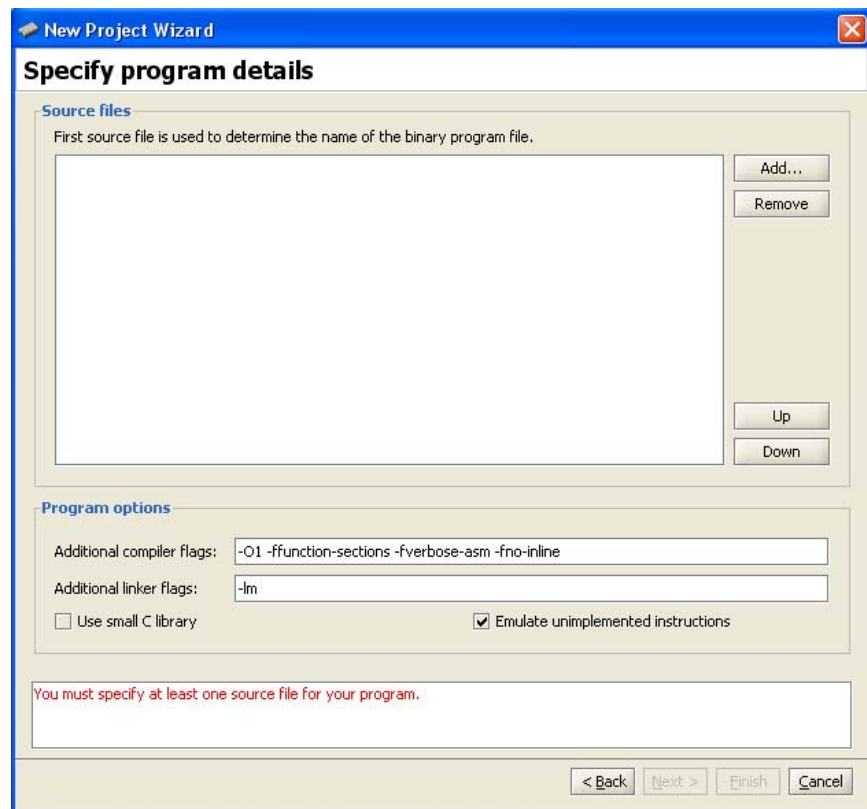 New Project Wizard
Specify program details
Source files
First source file is used to determine the name of the binary program file.
Add...
Remove
Up
Down
Program options
Additional compiler flags: -O1 -ffunction-sections -fverbose-asm -fno-inline
Additional linker flags: -lm
Use small C library Emulate unimplemented instructions
You must specify at least one source file for your program.
< Back Next > Finish Cancel